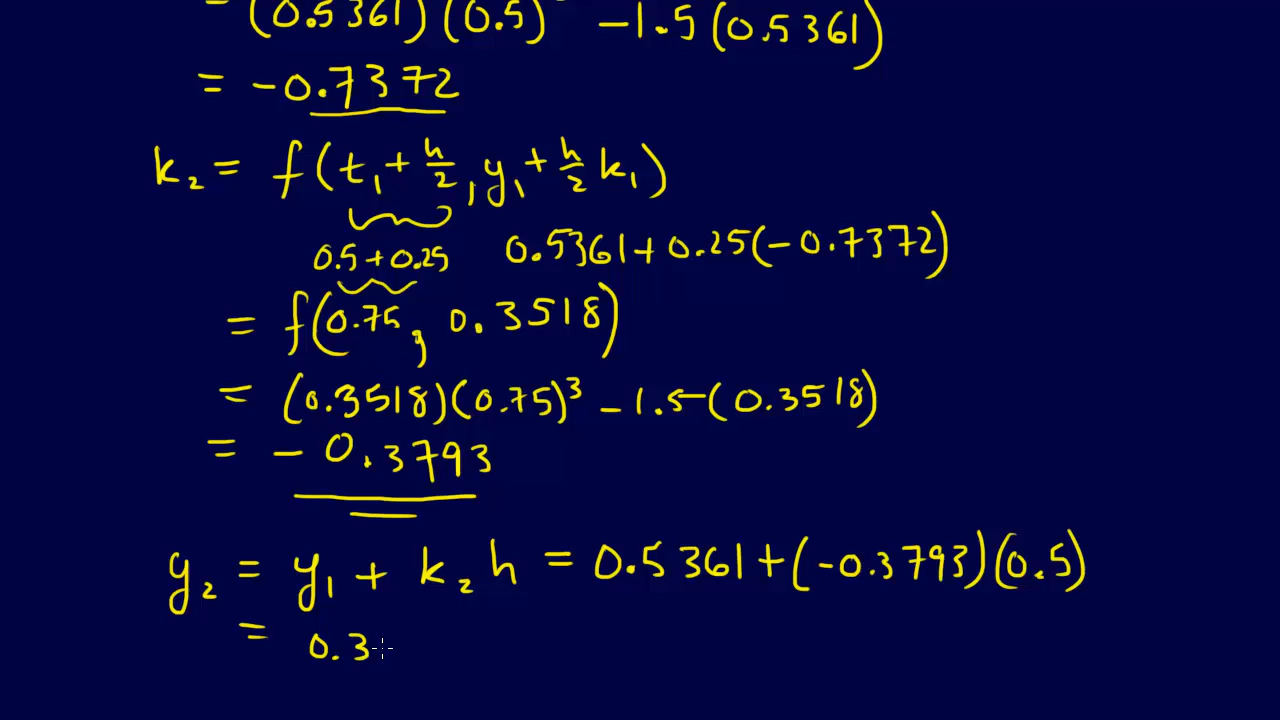 = (0.5361)(0.5) -1.5(0.5361)
= -0.7372
k₂ = f(t₁ + h/2, y₁ + h/2 k₁)
0.5+0.25 0.5361+0.25(-0.7372)
= f(0.75, 0.3518)
= (0.3518)(0.75)³ - 1.5(0.3518)
= -0.3793
y₂ = y₁ + k₂h = 0.5361+(-0.3793)(0.5)
= 0.3